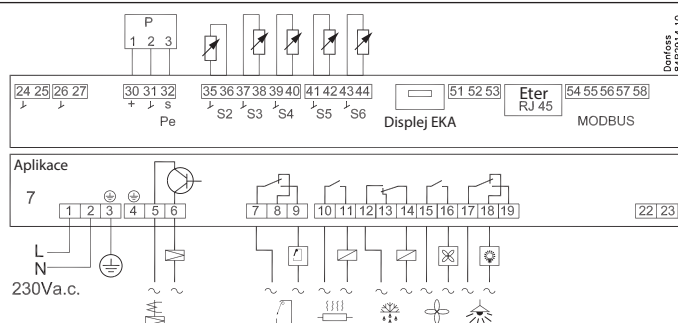 P
1 2 3
Danfoss
24 25 26 27 30 31 32 35 36 37 38 39 40 41 42 43 44 51 52 53 Eter 54 55 56 57 58
+ s S2 S3 S4 S5 S6 RJ 45
Pe Displej EKA MODBUS
Aplikace
7
1 2 3 4 5 6 7 8 9 10 11 12 13 14 15 16 17 18 19 22 23
L
N
230Va.c.